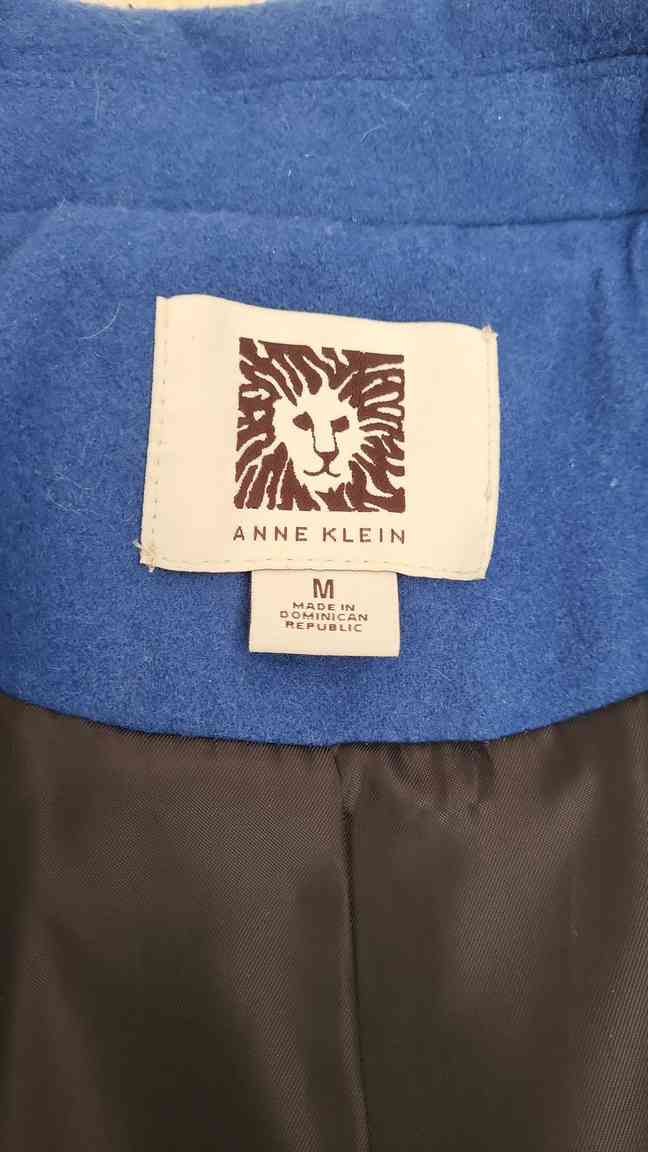 ANNE KLEIN
M
MADE IN
DOMINICAN
REPUBLIC